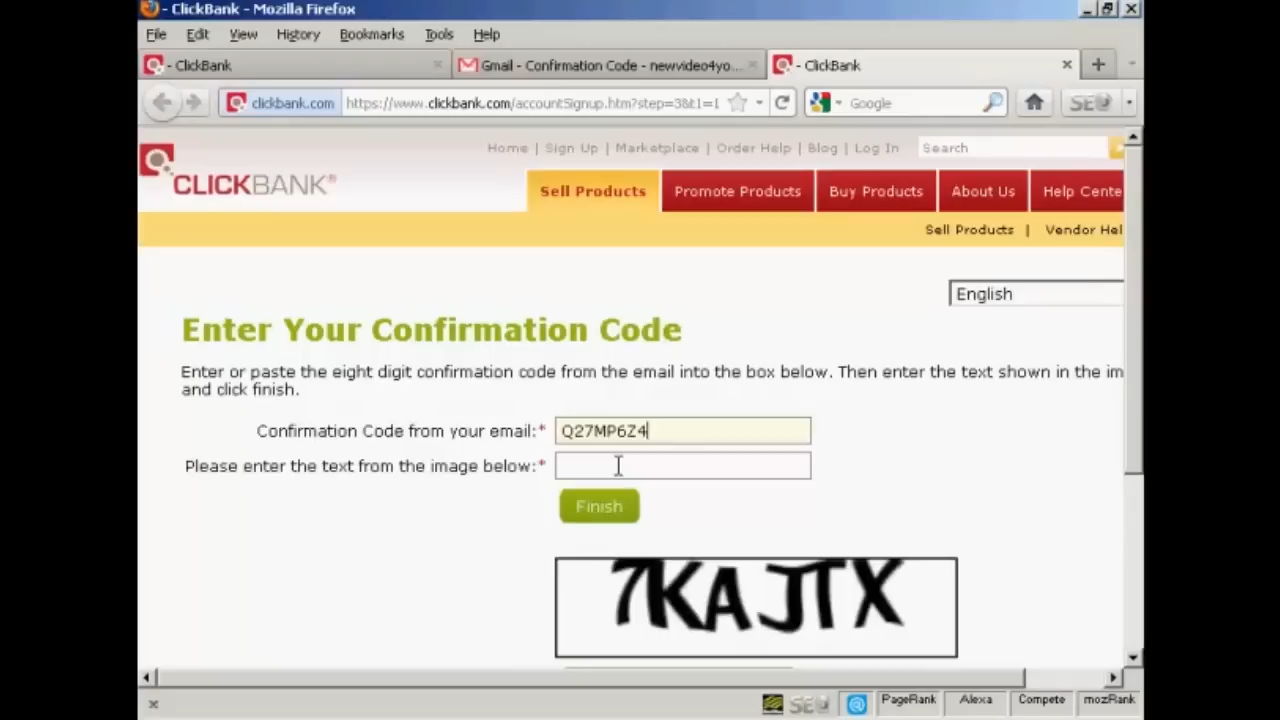 - ClickBank - Mozilla Firefox
File Edit View History Bookmarks Tools Help
- ClickBank
Gmail - Confirmation Code - newvideo4yo...
- ClickBank
clickbank.com https://www.clickbank.com/accountSignup.htm?step=3&t1=1
Google
Home | Sign Up | Marketplace | Order Help | Blog | Log In Search
CLICKBANK®
Sell Products Promote Products Buy Products About Us Help Cente
Sell Products | Vendor Hel
English
Enter Your Confirmation Code
Enter or paste the eight digit confirmation code from the email into the box below. Then enter the text shown in the im
and click finish.
Confirmation Code from your email:* Q27MP6Z4
Please enter the text from the image below:*
Finish
7KAJTX
PageRank Alexa Compete mozRank